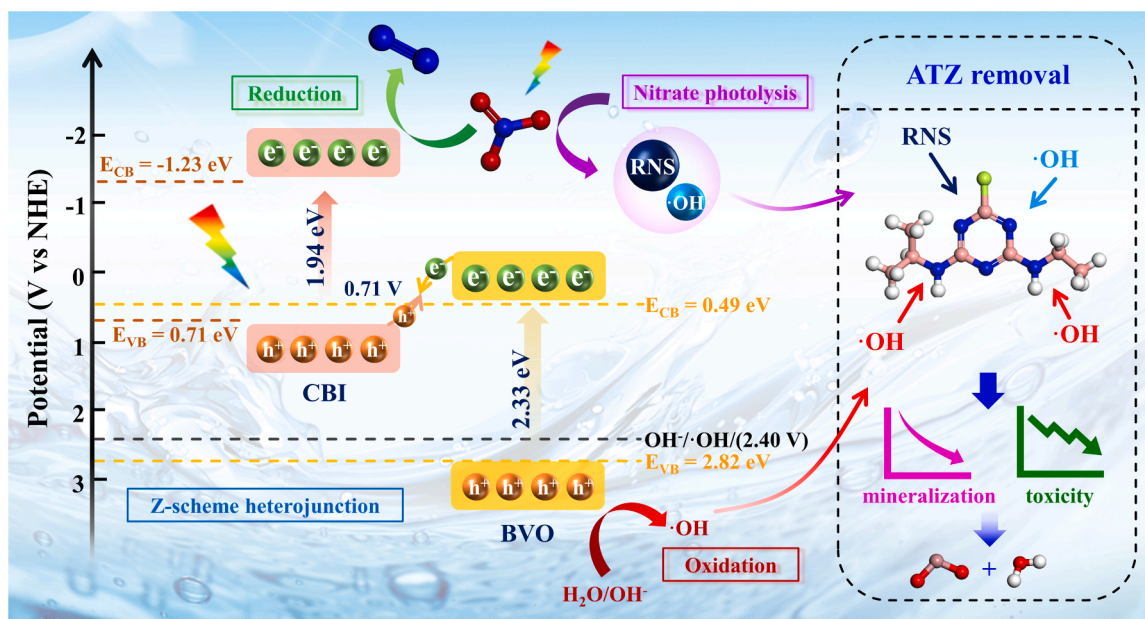 Potential (V vs NHE)
-2
-1
0
1
2
3
Reduction
Nitrate photolysis
E_CB = -1.23 eV
e⁻ e⁻ e⁻ e⁻
1.94 eV
RNS
·OH
0.71 V
e⁻
h⁺
e⁻ e⁻ e⁻ e⁻
E_CB = 0.49 eV
E_VB = 0.71 eV
h⁺ h⁺ h⁺ h⁺
CBI
2.33 eV
OH⁻/·OH/(2.40 V)
E_VB = 2.82 eV
h⁺ h⁺ h⁺ h⁺
BVO
Z-scheme heterojunction
·OH
Oxidation
H₂O/OH⁻
ATZ removal
RNS
·OH
·OH
·OH
mineralization
toxicity
+